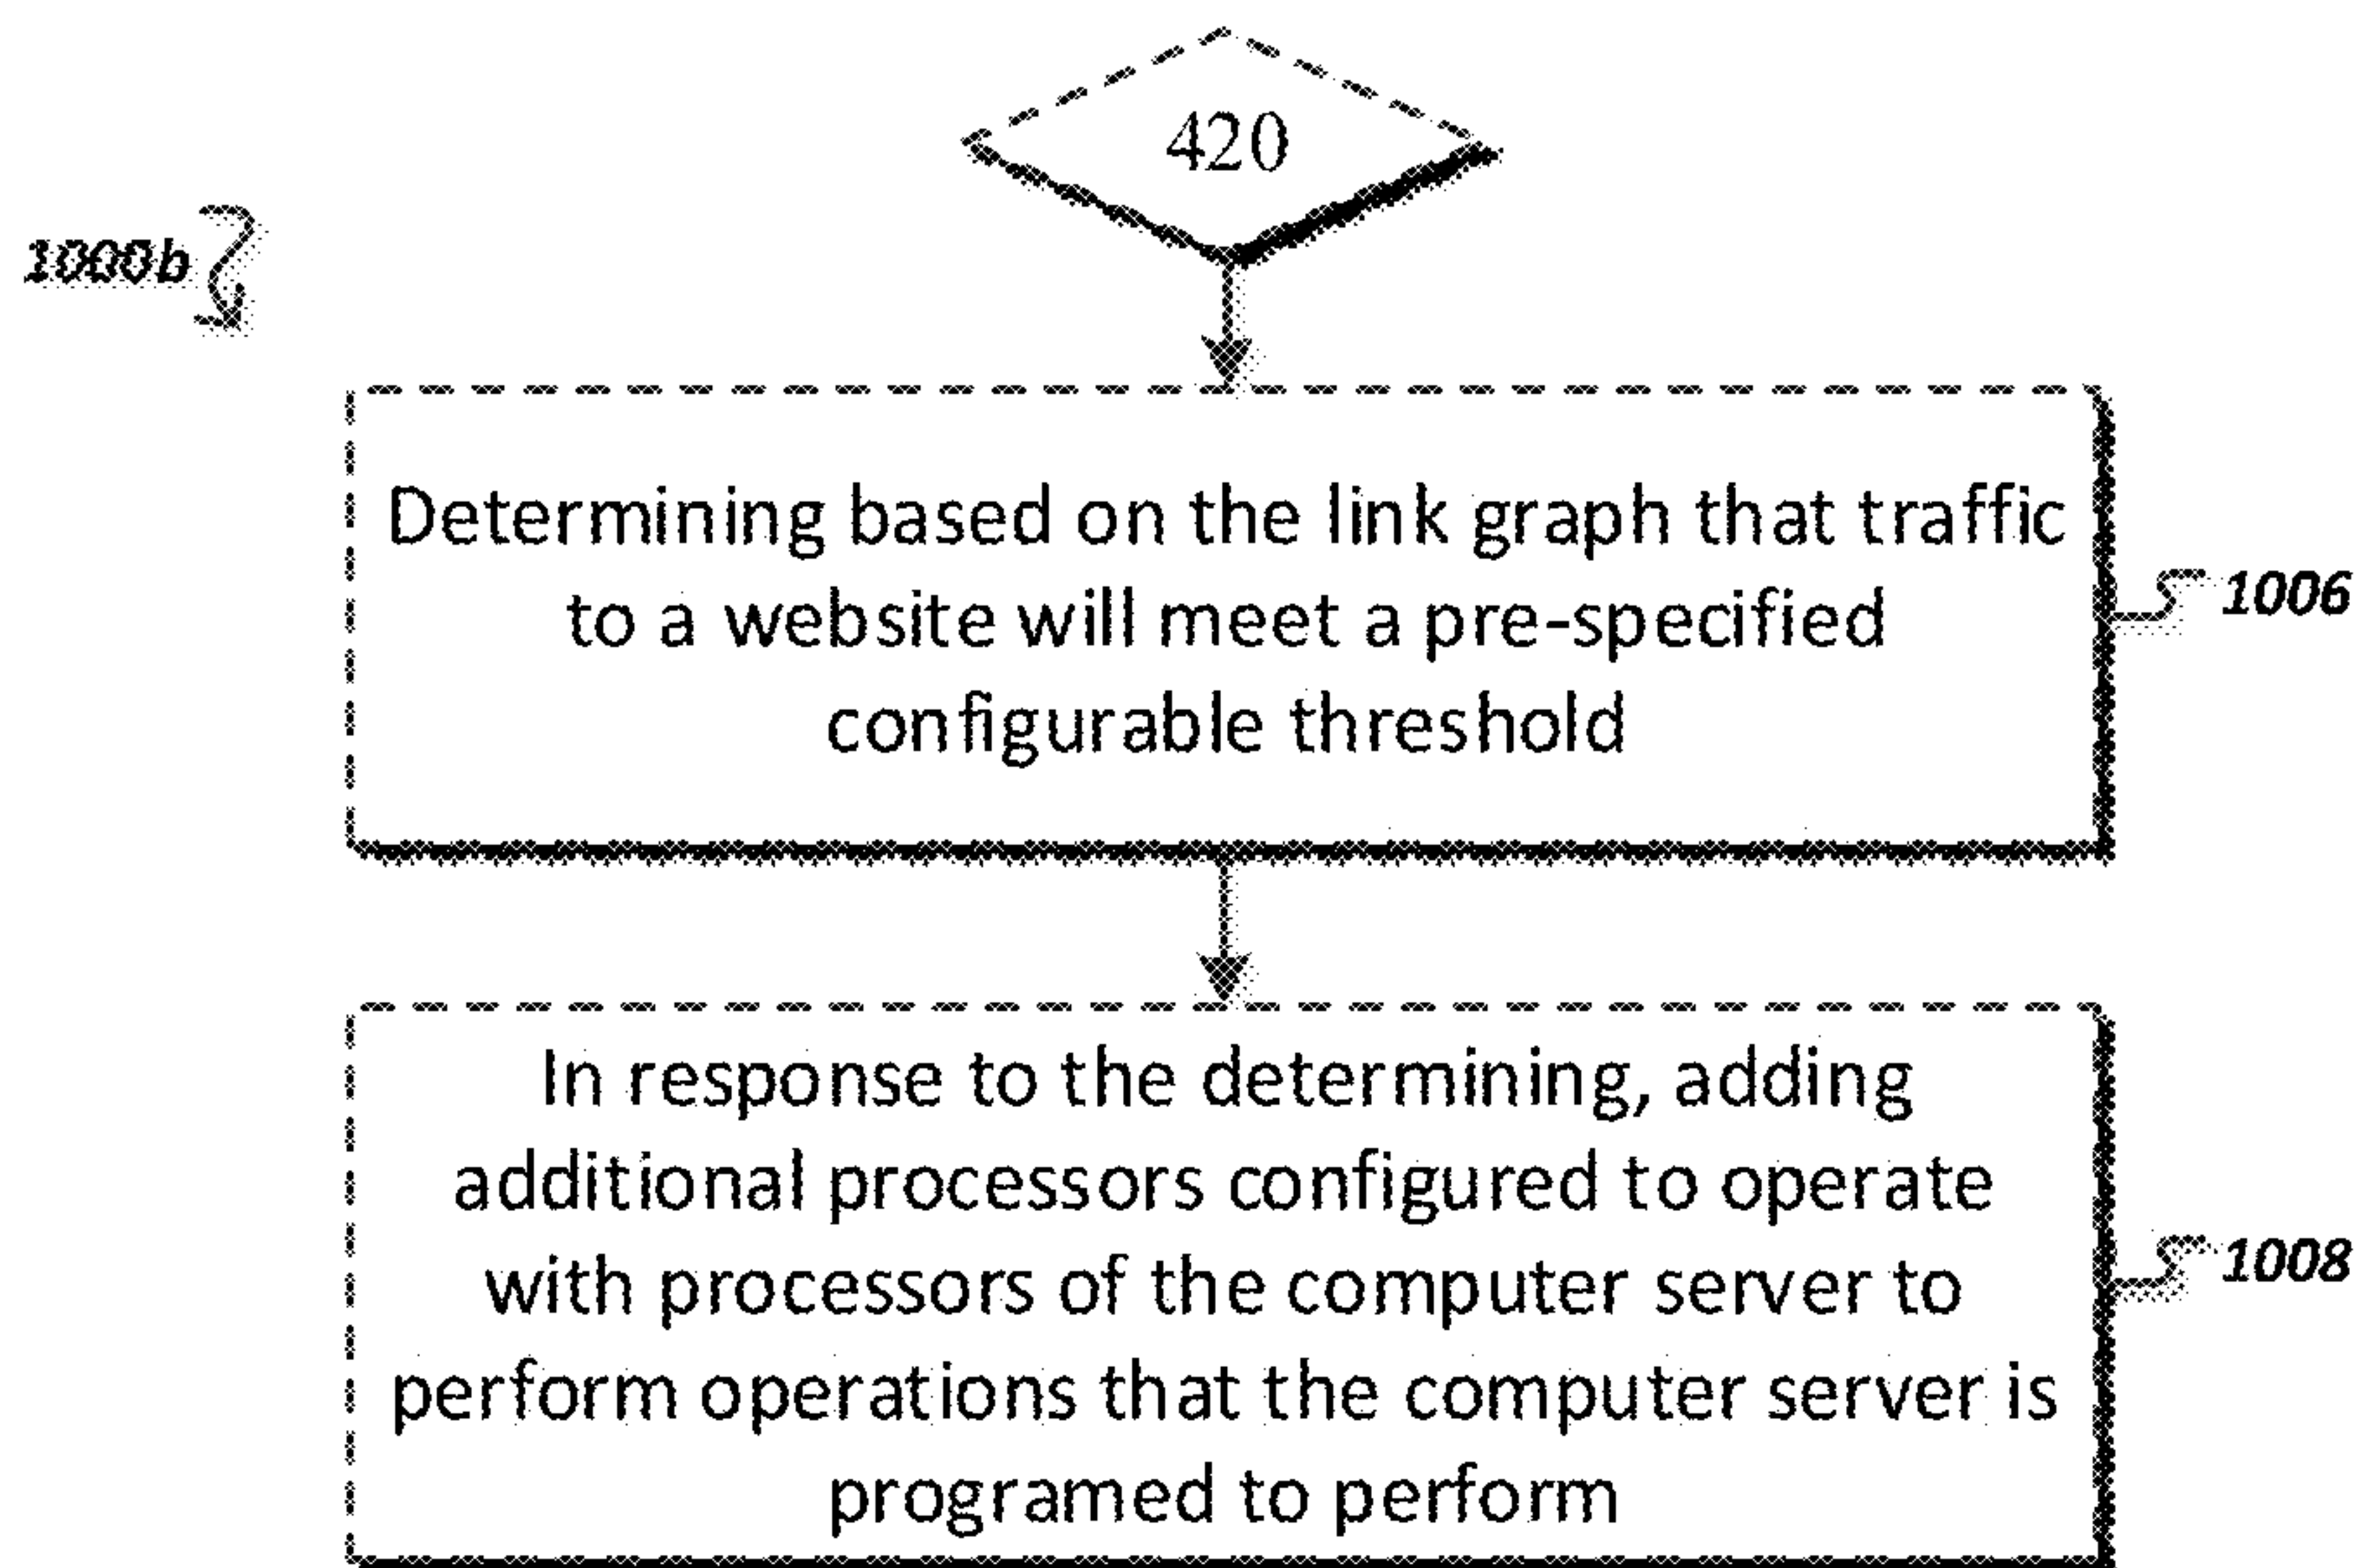 420
1000b
Determining based on the link graph that traffic
to a website will meet a pre-specified
configurable threshold
1006
In response to the determining, adding
additional processors configured to operate
with processors of the computer server to
perform operations that the computer server is
programed to perform
1008